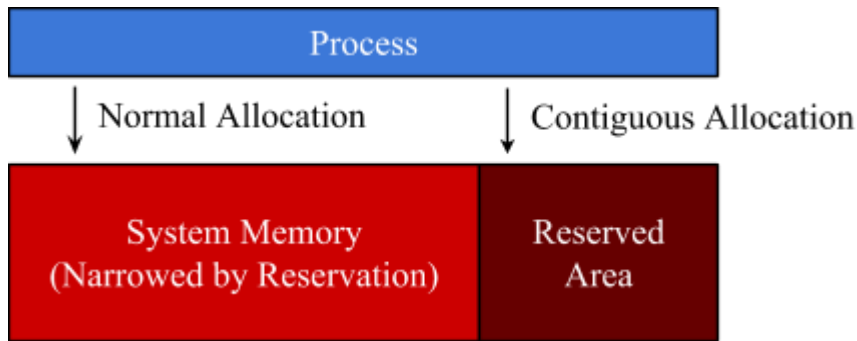 Process
Normal Allocation
Contiguous Allocation
System Memory
(Narrowed by Reservation)
Reserved
Area